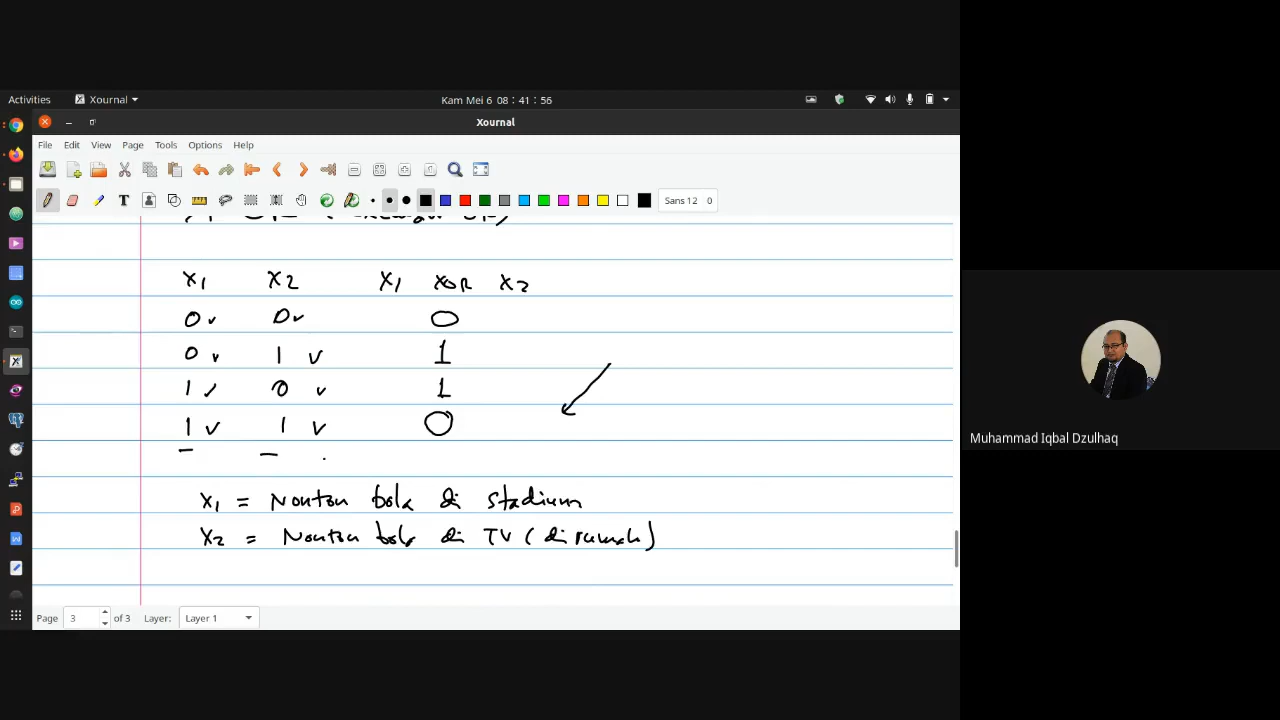 Activities Xournal Kam Mei 6 08 : 41 : 56
Xournal
File Edit View Page Tools Options Help
Sans 12 0
x1 x2 x1 XOR x2
0 v 0 v 0
0 v 1 v 1
1 ✓ 0 v 1
1 v 1 v 0
x1 = Nonton bola di stadium
x2 = Nonton bola di TV (di rumah)
Page 3 of 3 Layer: Layer 1
Muhammad Iqbal Dzulhaq